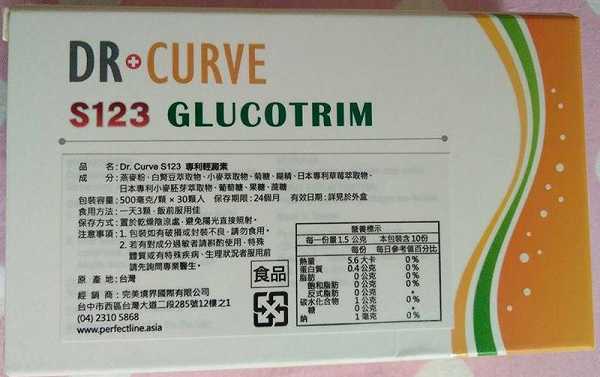 DR CURVE
S123 GLUCOTRIM
品 名: Dr. Curve S123 專利輕澱素
成 分: 燕麥粉、白腎豆萃取物、小麥萃取物、菊糖、糊精、日本專利草莓萃取物、
日本專利小麥胚芽萃取物、葡萄糖、果糖、蔗糖
包裝容量: 500毫克/顆 × 30顆入 保存期限: 24個月 有效日期: 詳見於外盒
食用方法: 一天3顆, 飯前服用佳
保存方式: 置於乾燥陰涼處, 避免陽光直接照射。
注意事項: 1. 包裝如有破損或封裝不良, 請勿食用。
2. 若有對成分過敏者請斟酌使用, 特殊
體質或有特殊疾病、生理狀況者服用前
請先詢問專業醫生。
原 產 地: 台灣
經 銷 商: 完美境界國際有限公司
台中市西區台灣大道二段285號12樓之1
(04) 2310 5868
www.perfectline.asia
食品
營養標示
每一份量 1.5 公克 本包裝含 10份
每份 每日參考值百分比
熱量 5.6 大卡 0%
蛋白質 0.4 公克 0%
脂肪 0 公克 0%
飽和脂肪 0 公克 0%
反式脂肪 0 公克 *
碳水化合物 1 公克 0%
糖 0 公克 *
鈉 1 毫克 0%